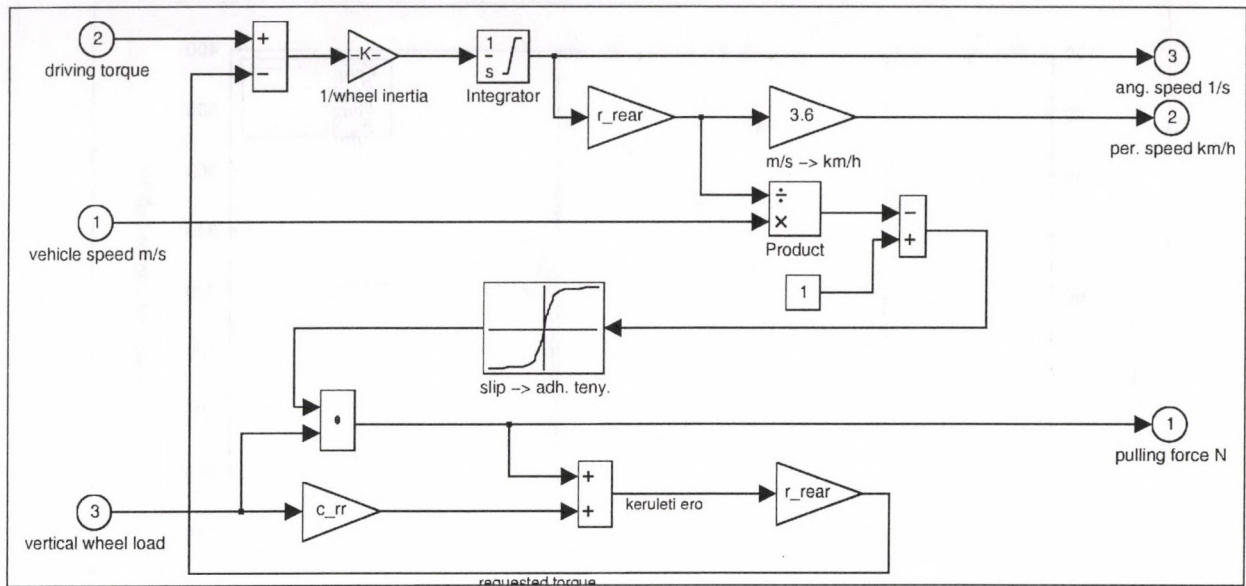 2
+
−
driving torque
-K-
1/wheel inertia
1
s
Integrator
3
ang. speed 1/s
r_rear
3.6
m/s −> km/h
2
per. speed km/h
1
vehicle speed m/s
÷
×
Product
−
+
1
slip −> adh. teny.
1
pulling force N
3
vertical wheel load
c_rr
+
+
keruleti ero
r_rear
requested torque